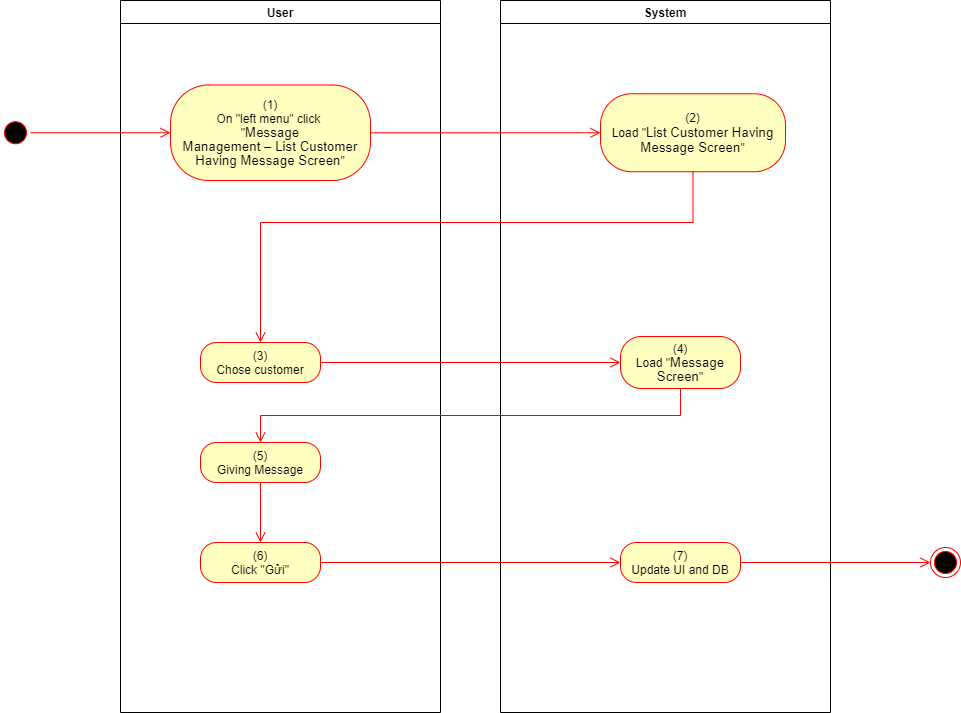 User
System
(1)
On "left menu" click
"Message
Management – List Customer
Having Message Screen"
(2)
Load "List Customer Having
Message Screen"
(3)
Chose customer
(4)
Load "Message
Screen"
(5)
Giving Message
(6)
Click "Gửi"
(7)
Update UI and DB